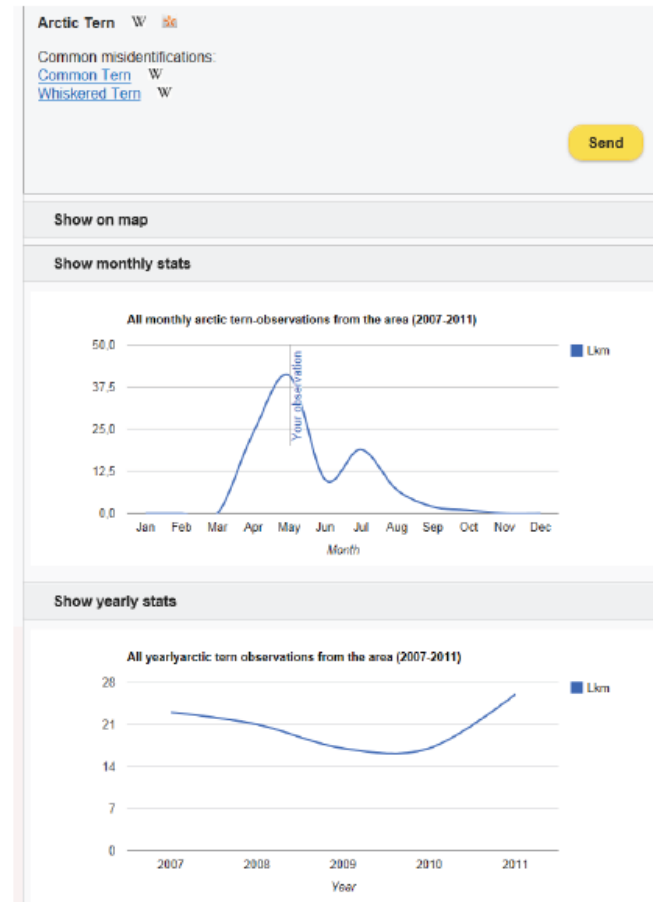 Arctic Tern W
Common misidentifications:
Common Tern W
Whiskered Tern W
Send
Show on map
Show monthly stats
All monthly arctic tern-observations from the area (2007-2011)
50,0
37,5
25,0
12,5
0,0
Lkm
Your observation
Jan Feb Mar Apr May Jun Jul Aug Sep Oct Nov Dec
Month
Show yearly stats
All yearlyarctic tern observations from the area (2007-2011)
28
21
14
7
0
Lkm
2007 2008 2009 2010 2011
Year